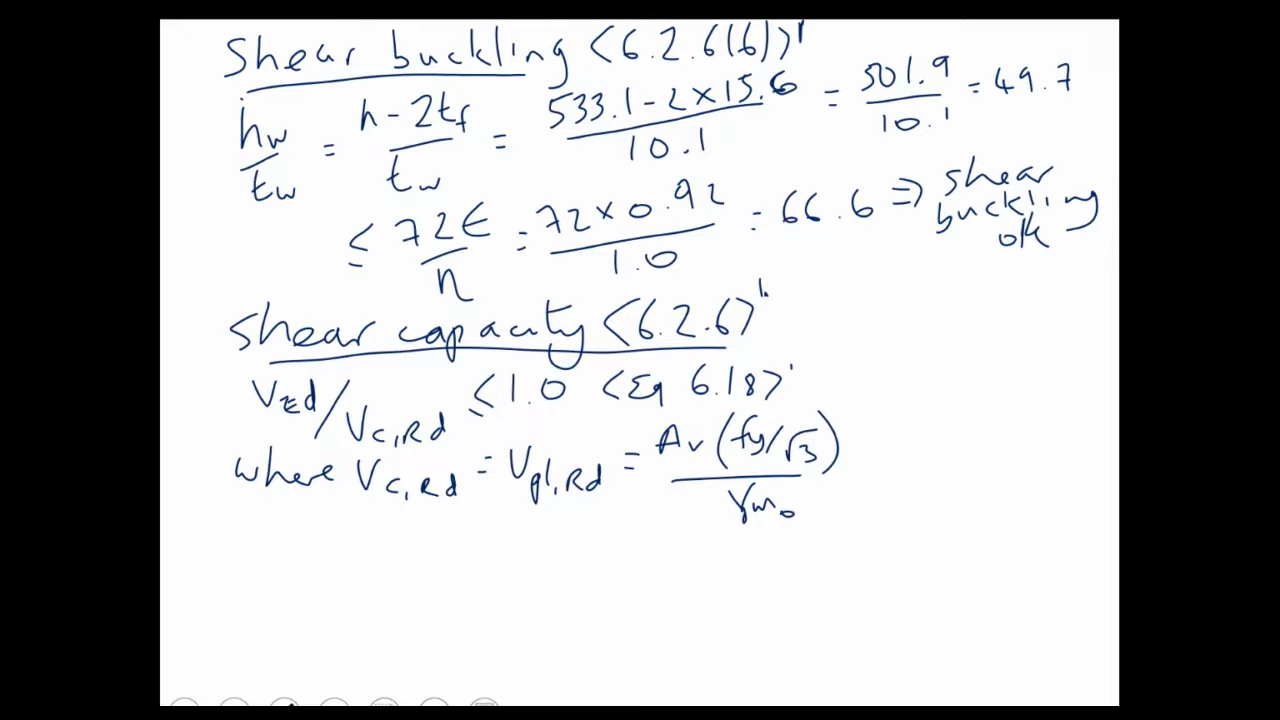 Shear buckling <6.2.6(6)>'
hw/tw = (h - 2tf)/tw = (533.1 - 2 × 15.6)/10.1 = 501.9/10.1 = 49.7
≤ 72ε/η = (72 × 0.92)/1.0 = 66.6 ⇒ shear buckling ok
Shear capacity <6.2.6>'
VEd/Vc,Rd ≤ 1.0 <Eq 6.18>'
where Vc,Rd = Vpl,Rd = Av(fy/√3)/γm0